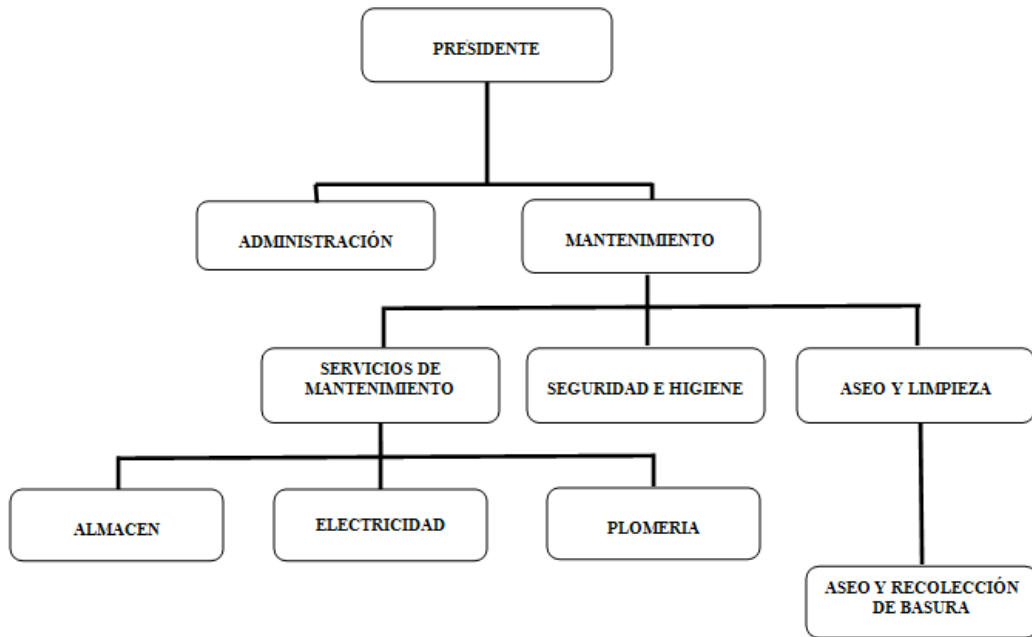 PRESIDENTE
ADMINISTRACIÓN
MANTENIMIENTO
SERVICIOS DE
MANTENIMIENTO
SEGURIDAD E HIGIENE
ASEO Y LIMPIEZA
ALMACEN
ELECTRICIDAD
PLOMERIA
ASEO Y RECOLECCIÓN
DE BASURA